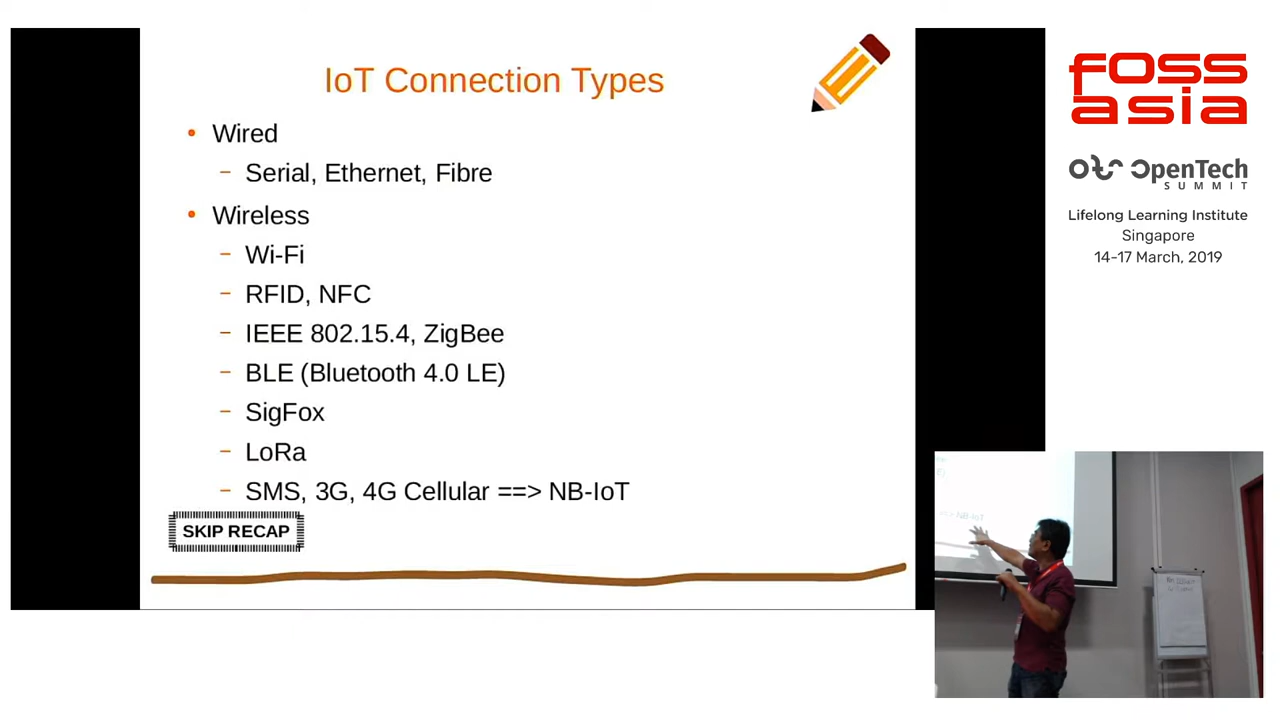 IoT Connection Types
• Wired
– Serial, Ethernet, Fibre
• Wireless
– Wi-Fi
– RFID, NFC
– IEEE 802.15.4, ZigBee
– BLE (Bluetooth 4.0 LE)
– SigFox
– LoRa
– SMS, 3G, 4G Cellular ==> NB-IoT
SKIP RECAP
FOSS
asia
OpenTech
SUMMIT
Lifelong Learning Institute
Singapore
14-17 March, 2019
NB-IoT